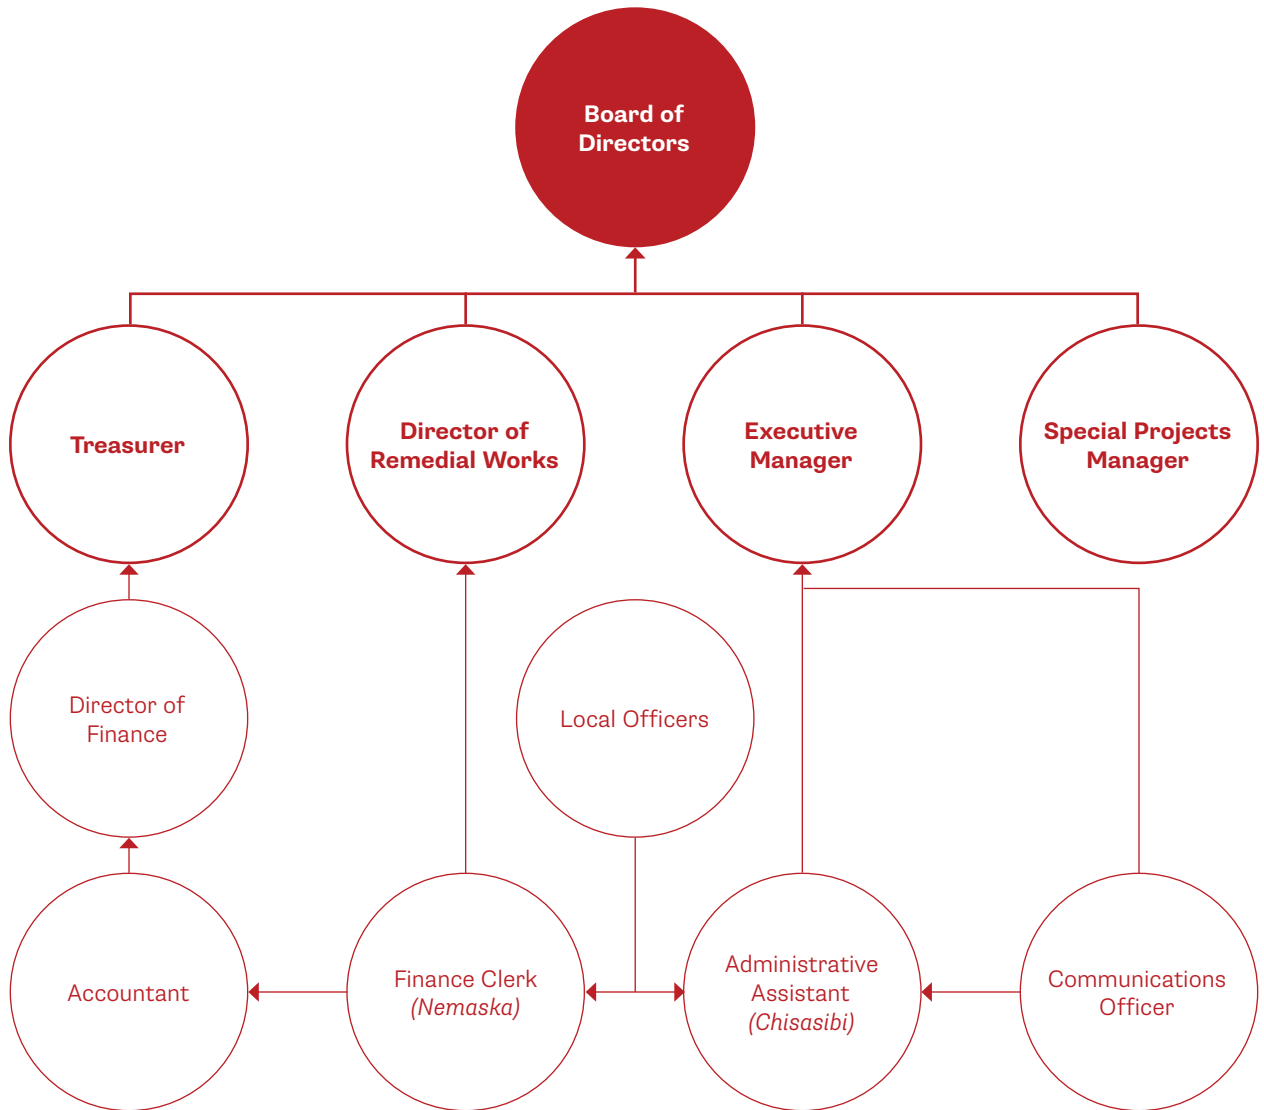 Board of
Directors
Treasurer
Director of
Remedial Works
Executive
Manager
Special Projects
Manager
Director of
Finance
Local Officers
Accountant
Finance Clerk
(Nemaska)
Administrative
Assistant
(Chisasibi)
Communications
Officer